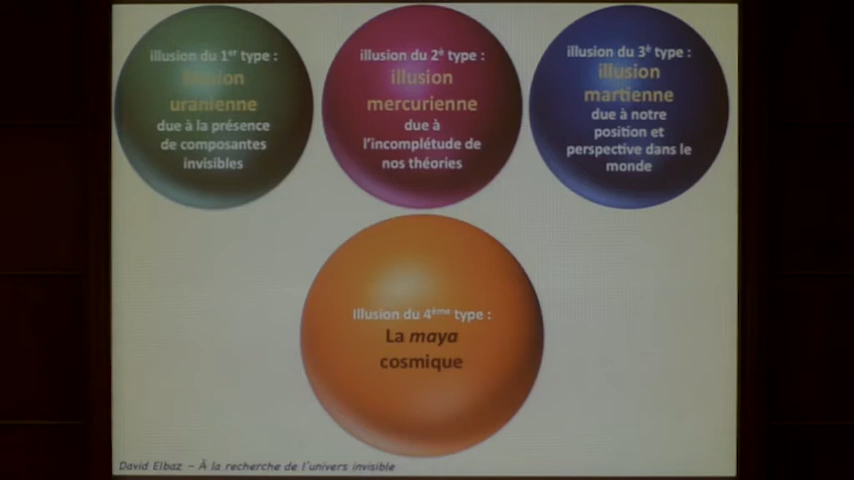 illusion du 1er type :
illusion
uranienne
due à la présence
de composantes
invisibles
illusion du 2è type :
illusion
mercurienne
due à
l'incomplétude de
nos théories
illusion du 3è type :
illusion
martienne
due à notre
position et
perspective dans le
monde
Illusion du 4ème type :
La maya
cosmique
David Elbaz – À la recherche de l'univers invisible